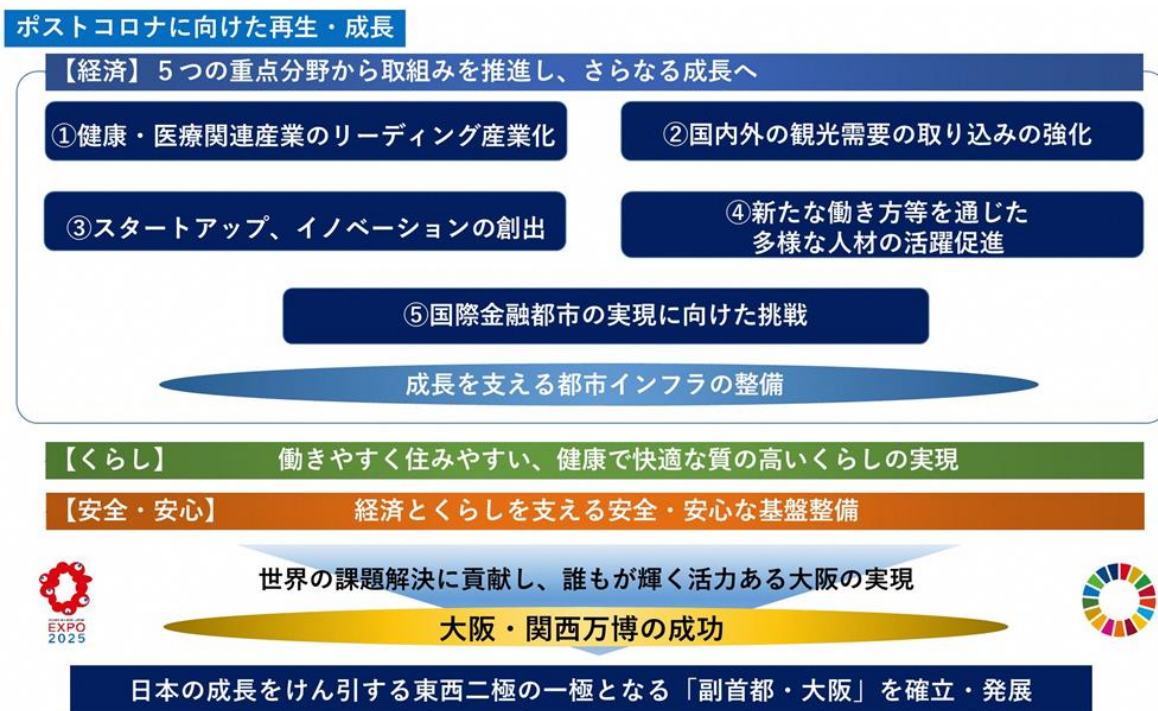 ポストコロナに向けた再生・成長
【経済】５つの重点分野から取組みを推進し、さらなる成長へ
①健康・医療関連産業のリーディング産業化
②国内外の観光需要の取り込みの強化
③スタートアップ、イノベーションの創出
④新たな働き方等を通じた
多様な人材の活躍促進
⑤国際金融都市の実現に向けた挑戦
成長を支える都市インフラの整備
【くらし】 働きやすく住みやすい、健康で快適な質の高いくらしの実現
【安全・安心】 経済とくらしを支える安全・安心な基盤整備
世界の課題解決に貢献し、誰もが輝く活力ある大阪の実現
EXPO
2025
大阪・関西万博の成功
日本の成長をけん引する東西二極の一極となる「副首都・大阪」を確立・発展